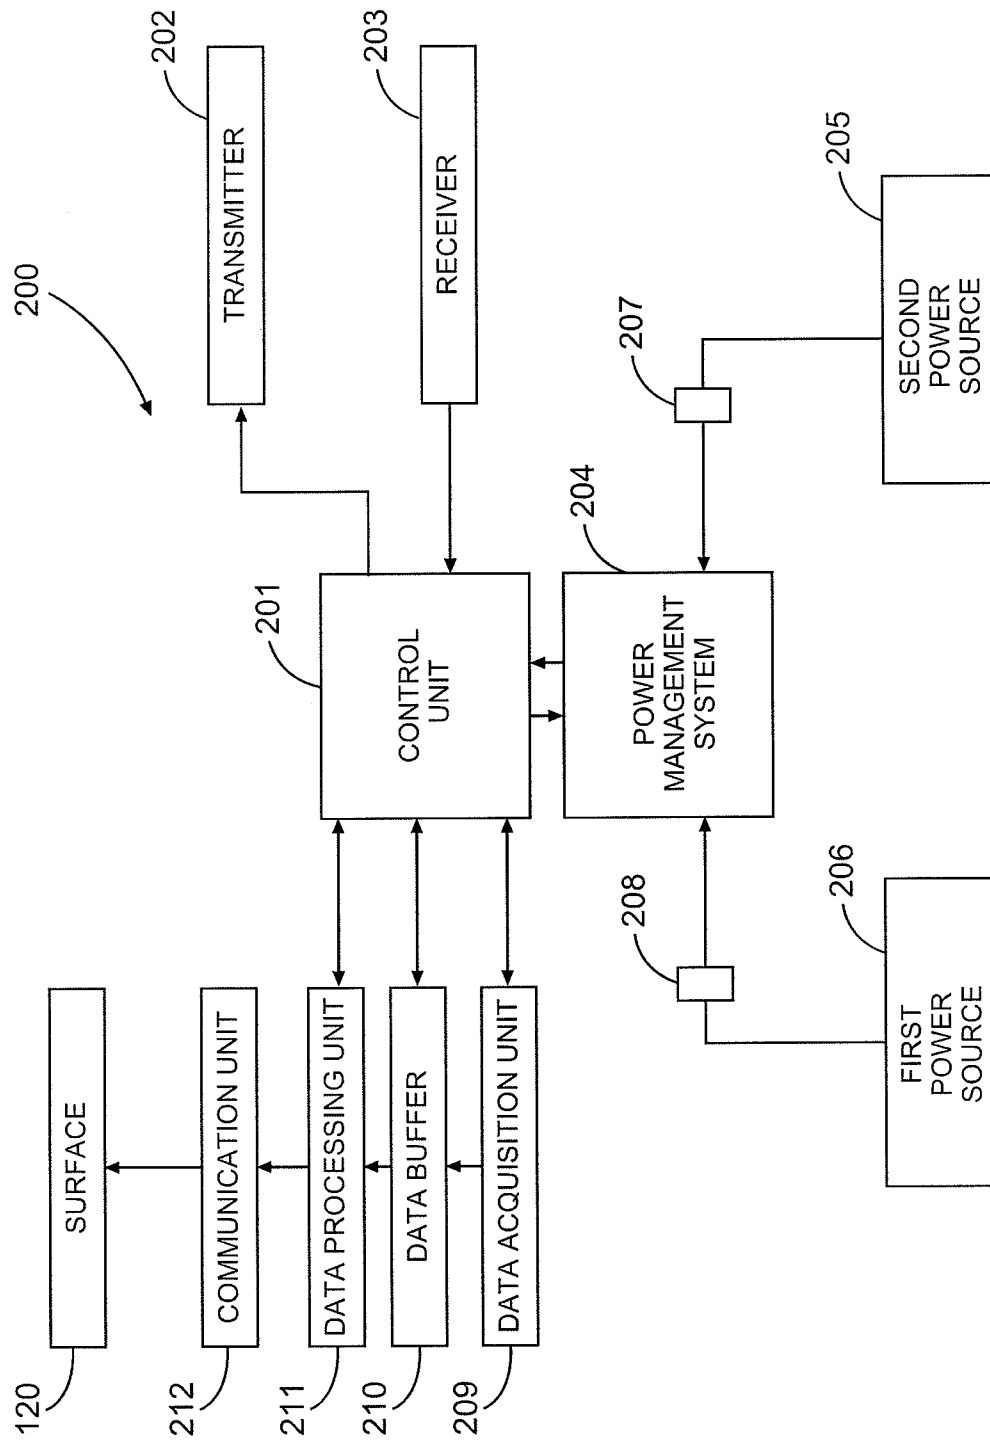 200
120
SURFACE
212
COMMUNICATION UNIT
211
DATA PROCESSING UNIT
210
DATA BUFFER
209
DATA ACQUISITION UNIT
201
CONTROL
UNIT
202
TRANSMITTER
203
RECEIVER
204
POWER
MANAGEMENT
SYSTEM
208
207
206
FIRST
POWER
SOURCE
205
SECOND
POWER
SOURCE